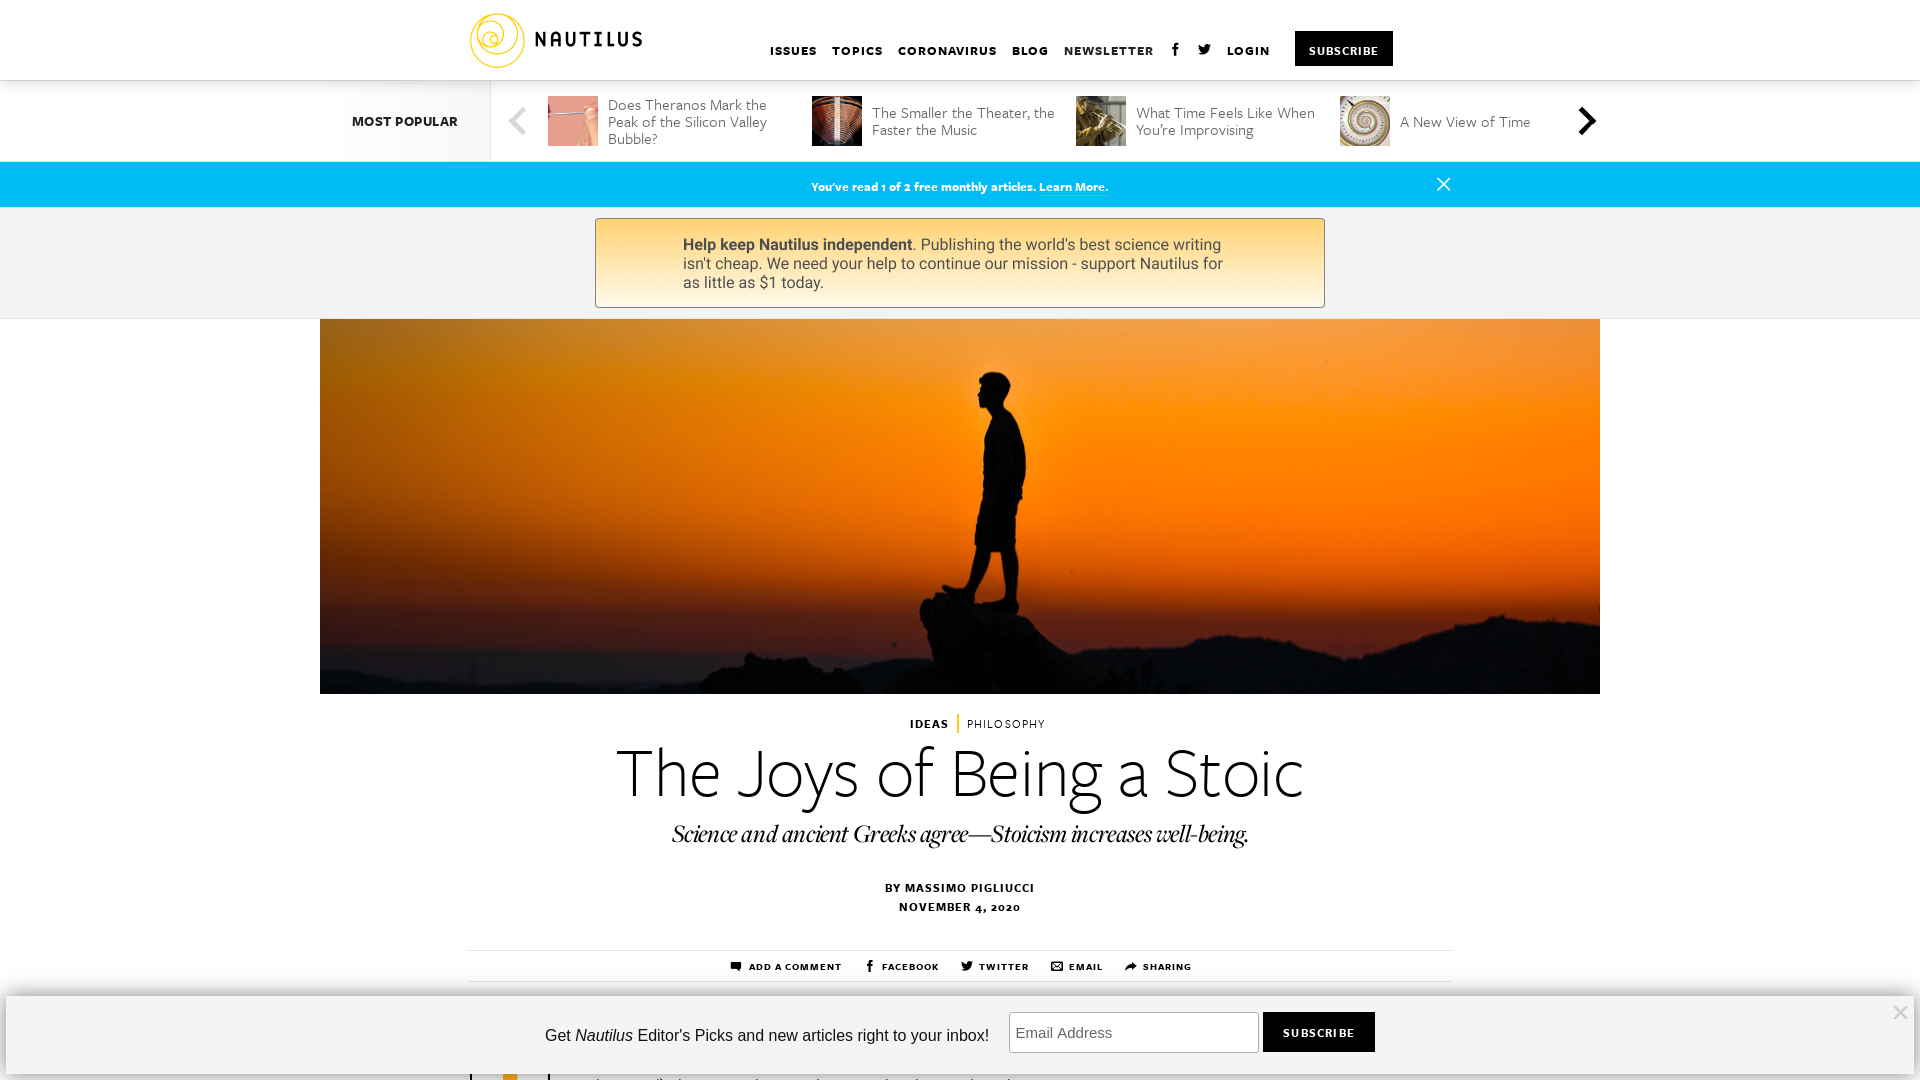 NAUTILUS
ISSUES TOPICS CORONAVIRUS BLOG NEWSLETTER LOGIN SUBSCRIBE
MOST POPULAR
Does Theranos Mark the
Peak of the Silicon Valley
Bubble?
The Smaller the Theater, the
Faster the Music
What Time Feels Like When
You’re Improvising
A New View of Time
You've read 1 of 2 free monthly articles. Learn More.
Help keep Nautilus independent. Publishing the world's best science writing
isn't cheap. We need your help to continue our mission - support Nautilus for
as little as $1 today.
IDEAS PHILOSOPHY
The Joys of Being a Stoic
Science and ancient Greeks agree—Stoicism increases well-being.
BY MASSIMO PIGLIUCCI
NOVEMBER 4, 2020
ADD A COMMENT FACEBOOK TWITTER EMAIL SHARING
Get Nautilus Editor's Picks and new articles right to your inbox! Email Address SUBSCRIBE